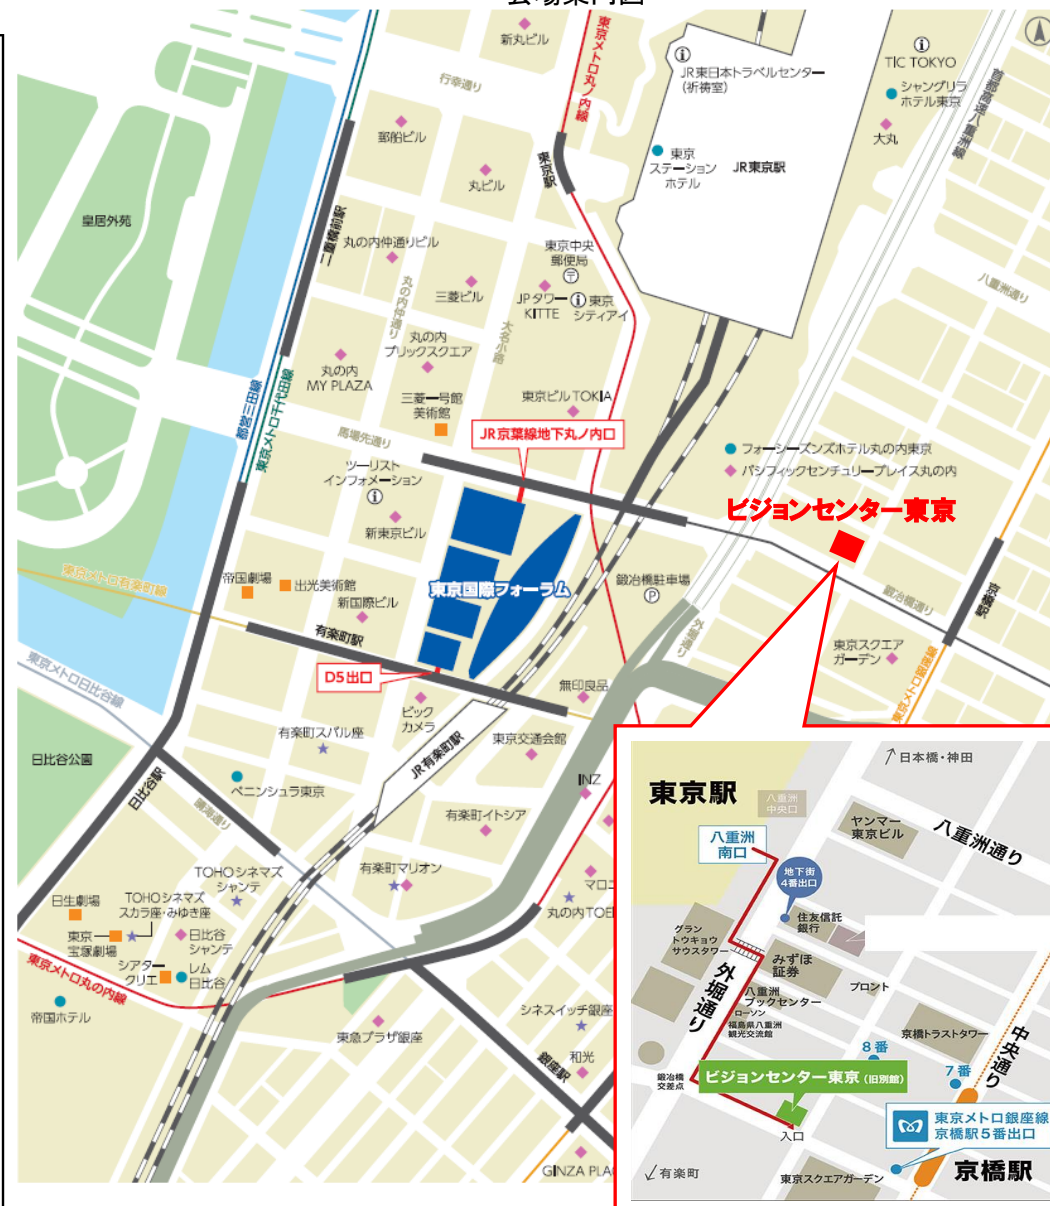 会場案内図
新丸ビル
東京メトロ丸ノ内線
JR東日本トラベルセンター
(祈祷室)
TIC TOKYO
シャングリラ
ホテル東京
首都高速八重洲線
行幸通り
郵船ビル
大丸
東京
ステーション
ホテル
JR東京駅
東京駅
丸ビル
皇居外苑
二重橋前駅
丸の内仲通りビル
東京中央
郵便局
〒
八重洲通り
丸の内仲通り
三菱ビル
JPタワー
KITTE
東京
シティアイ
大名小路
丸の内
ブリックスクエア
丸の内
MY PLAZA
都営三田線
東京メトロ千代田線
三菱一号館
美術館
東京ビルTOKIA
馬場先通り
JR京葉線地下丸ノ内口
フォーシーズンズホテル丸の内東京
パシフィックセンチュリープレイス丸の内
ツーリスト
インフォメーション
ビジョンセンター東京
新東京ビル
東京メトロ有楽町線
帝国劇場
出光美術館
東京国際フォーラム
鍛冶橋駐車場
P
鍛冶橋通り
京橋駅
新国際ビル
有楽町駅
外堀通り
東京スクエア
ガーデン
東京メトロ銀座線
東京メトロ日比谷線
D5出口
無印良品
ビック
カメラ
有楽町スバル座
東京交通会館
JR有楽町駅
日比谷公園
日比谷駅
ペニンシュラ東京
晴海通り
INZ
有楽町イトシア
有楽町マリオン
TOHOシネマズ
シャンテ
マロニ
日生劇場
TOHOシネマズ
スカラ座・みゆき座
丸の内TOEI
東京
宝塚劇場
日比谷
シャンテ
東京メトロ丸の内線
シアター
クリエ
レム
日比谷
帝国ホテル
シネスイッチ銀座
東急プラザ銀座
銀座駅
和光
GINZA PLA
日本橋・神田
東京駅
八重洲
中央口
ヤンマー
東京ビル
八重洲通り
八重洲
南口
地下街
4番出口
住友信託
銀行
グラン
トウキョウ
サウスタワー
みずほ
証券
外堀通り
八重洲
ブックセンター
ローソン
福島県八重洲
観光交流館
プロント
京橋トラストタワー
中央通り
8番
7番
鍛冶橋
交差点
ビジョンセンター東京(旧別館)
入口
東京メトロ銀座線
京橋駅5番出口
有楽町
東京スクエアガーデン
京橋駅